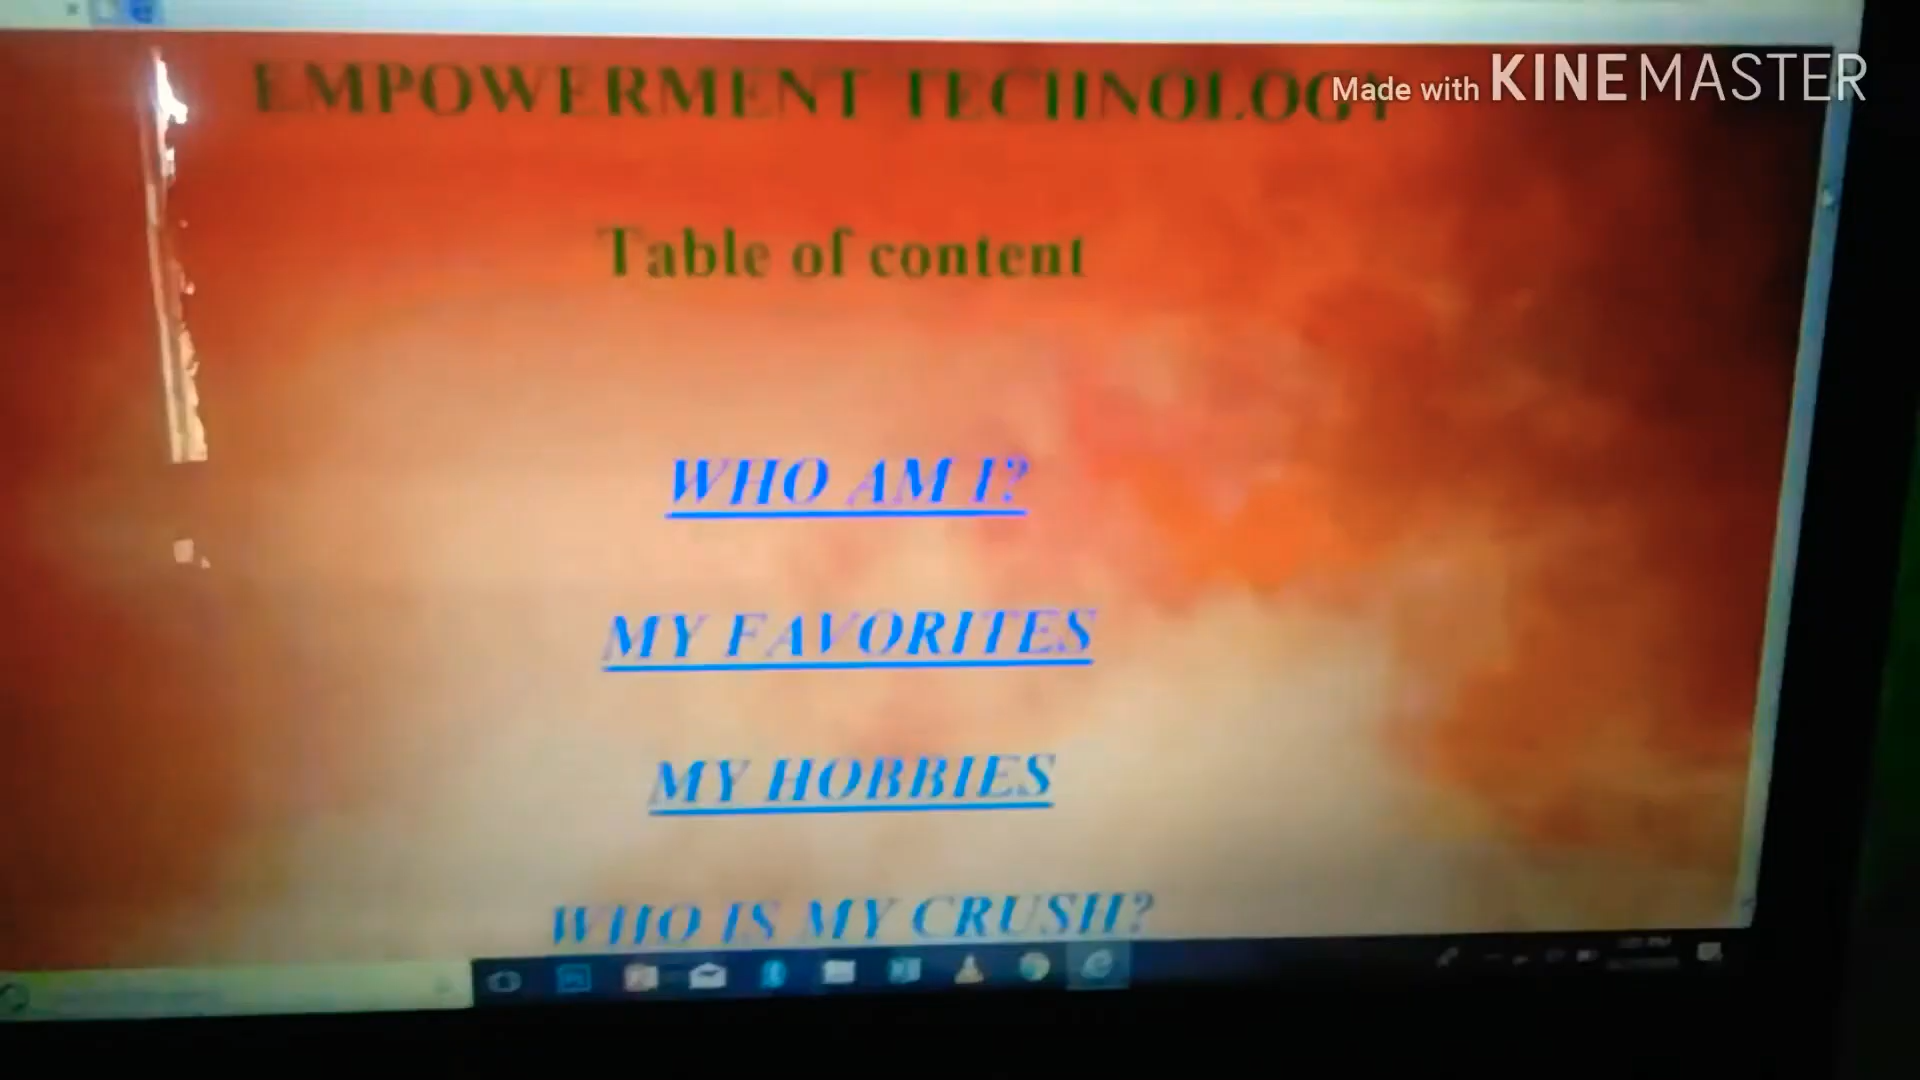 Made with KINEMASTER
EMPOWERMENT TECHNOLOGY
Table of content
WHO AM I?
MY FAVORITES
MY HOBBIES
WHO IS MY CRUSH?